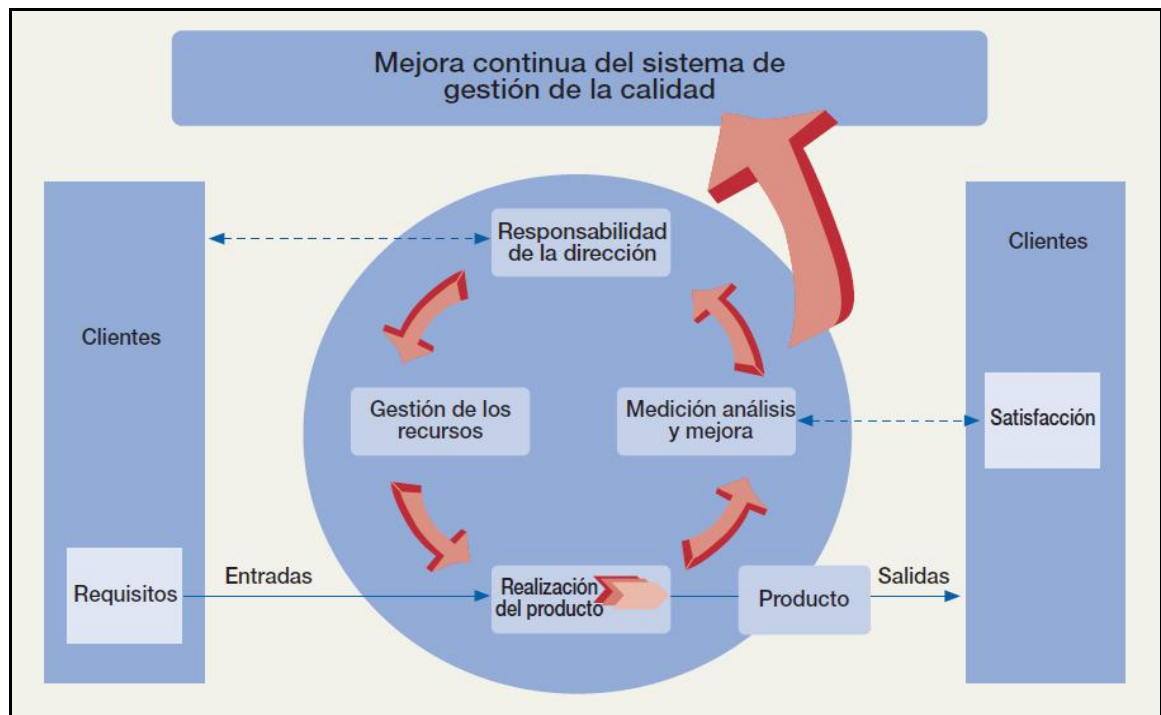 Mejora continua del sistema de
gestión de la calidad
Responsabilidad
de la dirección
Clientes
Clientes
Gestión de los
recursos
Medición análisis
y mejora
Satisfacción
Requisitos
Entradas
Realización
del producto
Producto
Salidas